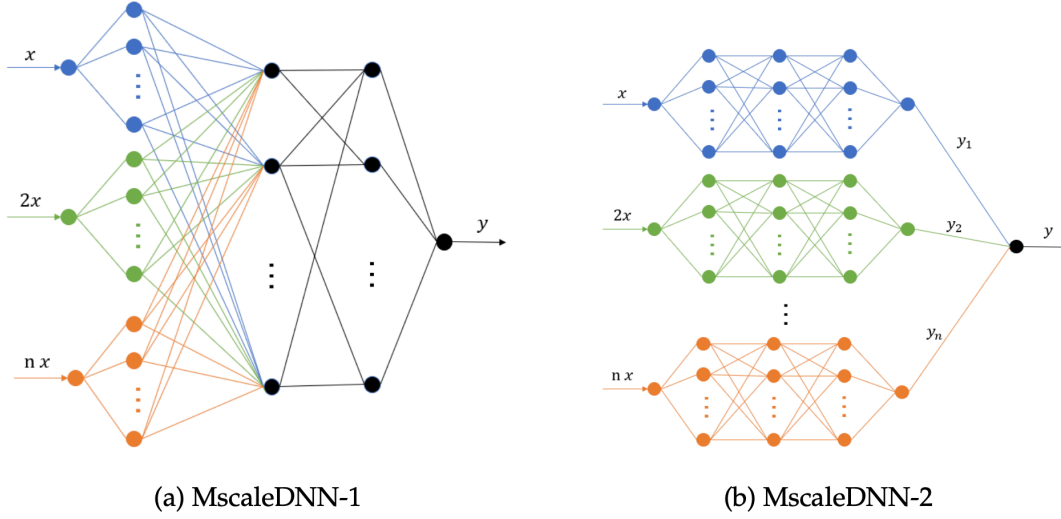 x
2x
n x
y
(a) MscaleDNN-1
x
2x
n x
y₁
y₂
yₙ
y
(b) MscaleDNN-2